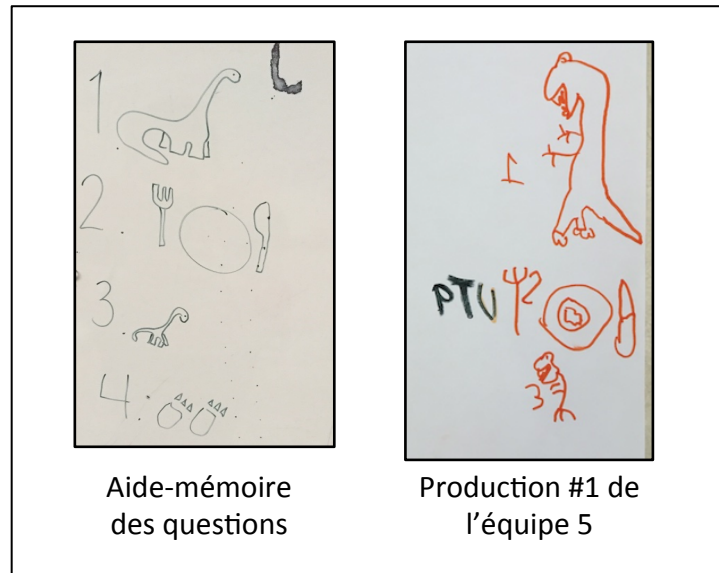 1
2.
3.
4.
1
PTU 2
3
Aide-mémoire
des questions
Production #1 de
l'équipe 5